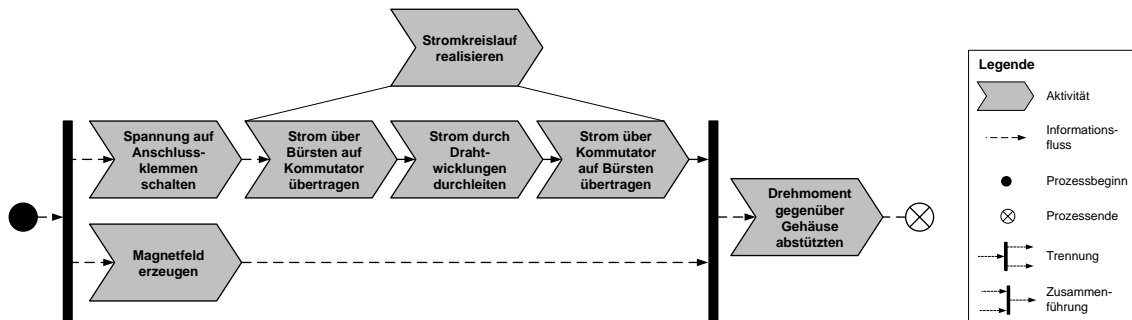 Stromkreislauf
realisieren
Spannung auf
Anschluss-
klemmen
schalten
Strom über
Bürsten auf
Kommutator
übertragen
Strom durch
Draht-
wicklungen
durchleiten
Strom über
Kommutator
auf Bürsten
übertragen
Magnetfeld
erzeugen
Drehmoment
gegenüber
Gehäuse
abstützten
Legende
Aktivität
Informations-
fluss
Prozessbeginn
Prozessende
Trennung
Zusammen-
führung